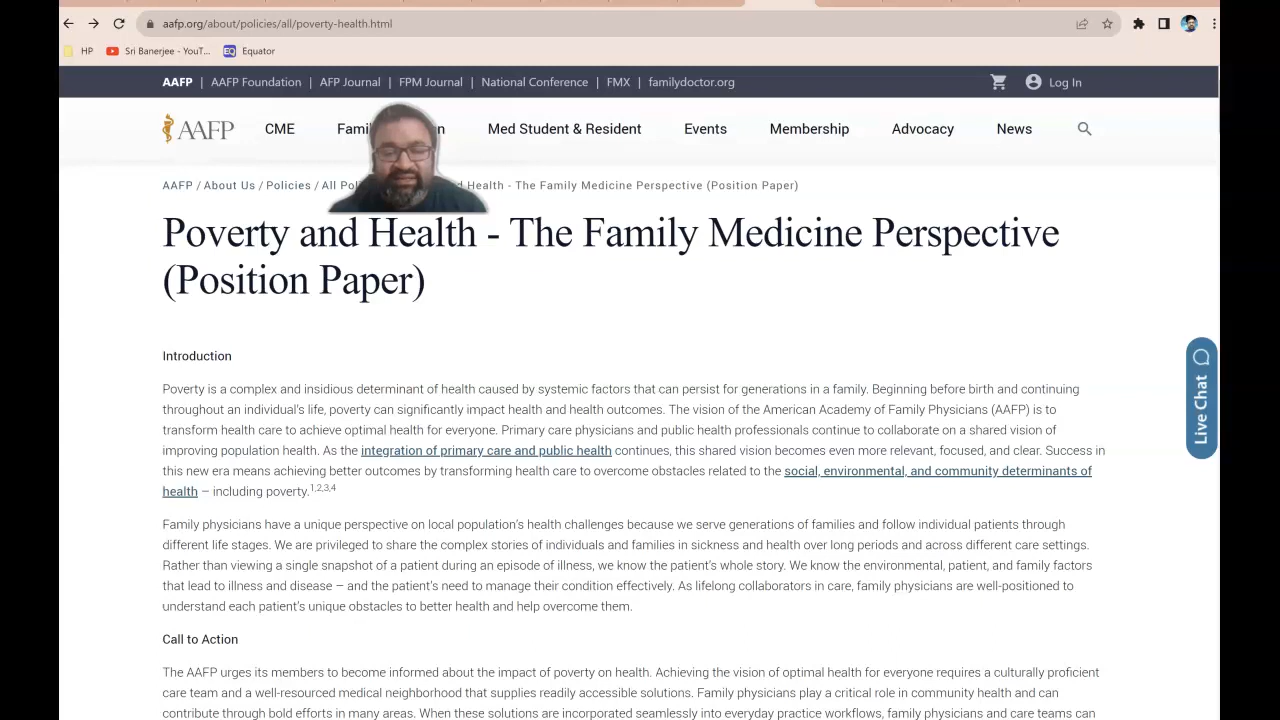 aafp.org/about/policies/all/poverty-health.html
HP Sri Banerjee - YouT... EQ Equator
AAFP | AAFP Foundation | AFP Journal | FPM Journal | National Conference | FMX | familydoctor.org Log In
AAFP CME Med Student & Resident Events Membership Advocacy News
AAFP / About Us / Policies / All Health - The Family Medicine Perspective (Position Paper)
Poverty and Health - The Family Medicine Perspective
(Position Paper)
Introduction
Poverty is a complex and insidious determinant of health caused by systemic factors that can persist for generations in a family. Beginning before birth and continuing
throughout an individual's life, poverty can significantly impact health and health outcomes. The vision of the American Academy of Family Physicians (AAFP) is to
transform health care to achieve optimal health for everyone. Primary care physicians and public health professionals continue to collaborate on a shared vision of
improving population health. As the integration of primary care and public health continues, this shared vision becomes even more relevant, focused, and clear. Success in
this new era means achieving better outcomes by transforming health care to overcome obstacles related to the social, environmental, and community determinants of
health – including poverty.1,2,3,4
Family physicians have a unique perspective on local population's health challenges because we serve generations of families and follow individual patients through
different life stages. We are privileged to share the complex stories of individuals and families in sickness and health over long periods and across different care settings.
Rather than viewing a single snapshot of a patient during an episode of illness, we know the patient's whole story. We know the environmental, patient, and family factors
that lead to illness and disease – and the patient's need to manage their condition effectively. As lifelong collaborators in care, family physicians are well-positioned to
understand each patient's unique obstacles to better health and help overcome them.
Call to Action
The AAFP urges its members to become informed about the impact of poverty on health. Achieving the vision of optimal health for everyone requires a culturally proficient
care team and a well-resourced medical neighborhood that supplies readily accessible solutions. Family physicians play a critical role in community health and can
contribute through bold efforts in many areas. When these solutions are incorporated seamlessly into everyday practice workflows, family physicians and care teams can
Live Chat